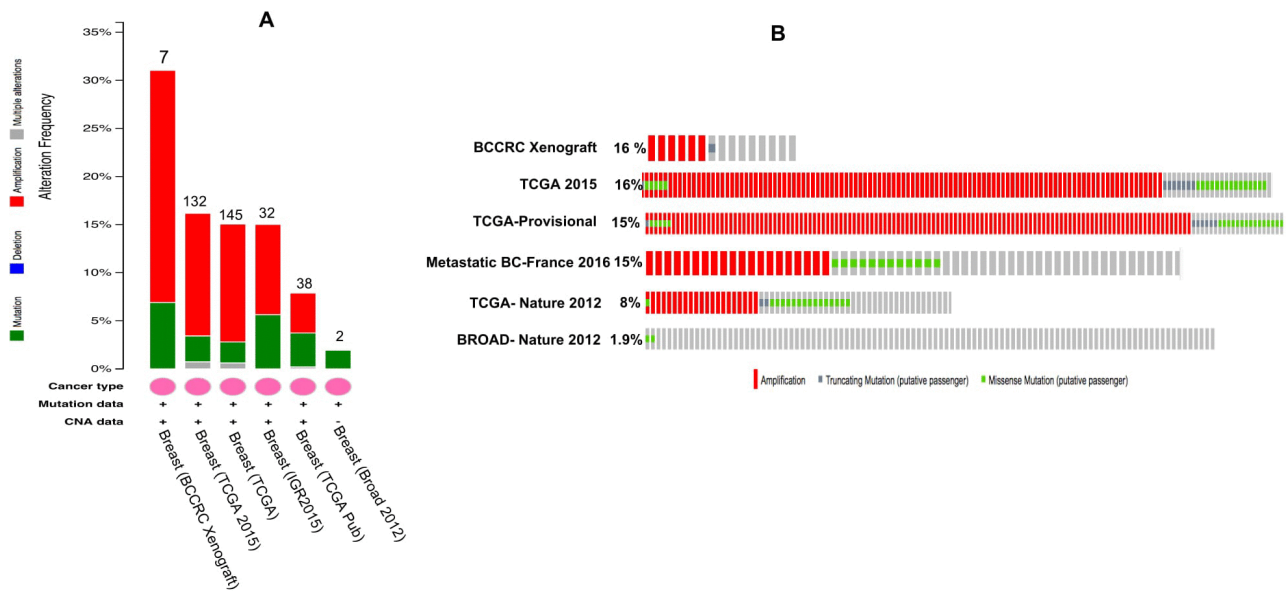 A
35%
30%
25%
20%
15%
10%
5%
0%
Alteration Frequency
Multiple alterations
Amplification
Deletion
Mutation
7
132
145
32
38
2
Cancer type
Mutation data + + + + + +
CNA data + + + + + -
Breast (BCCRC Xenograft)
Breast (TCGA 2015)
Breast (TCGA)
Breast (IGR2015)
Breast (TCGA Pub)
Breast (Broad 2012)
B
BCCRC Xenograft 16 %
TCGA 2015 16%
TCGA-Provisional 15%
Metastatic BC-France 2016 15%
TCGA- Nature 2012 8%
BROAD- Nature 2012 1.9%
Amplification Truncating Mutation (putative passenger) Missense Mutation (putative passenger)